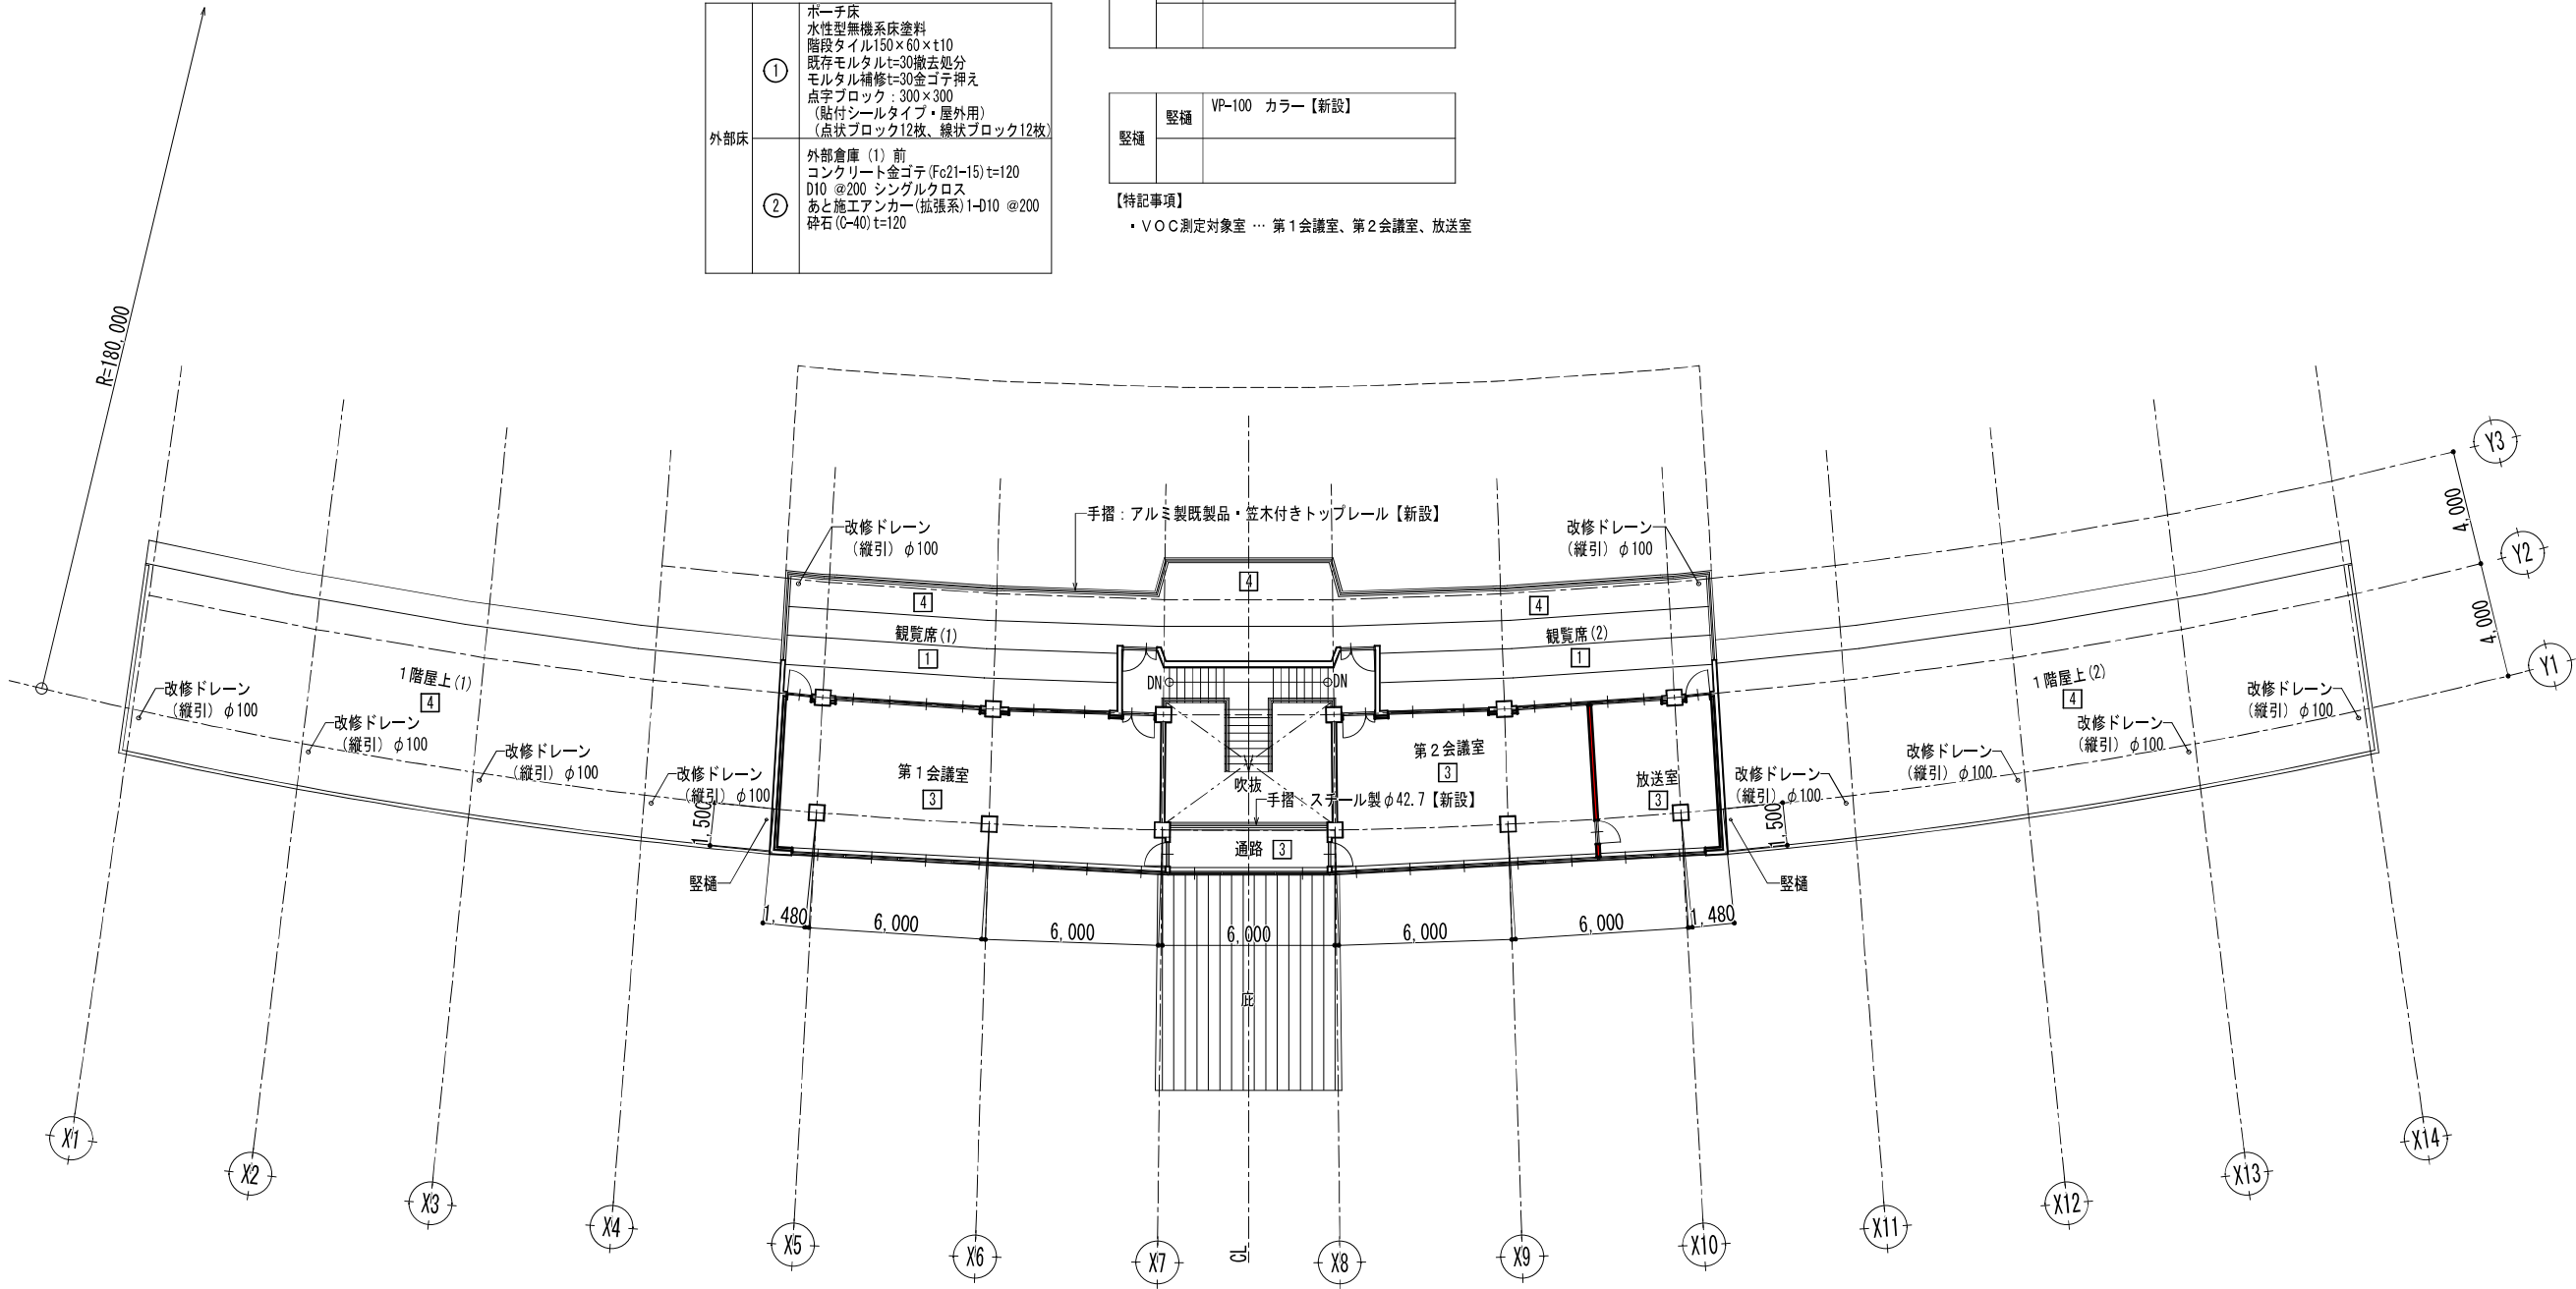 外部床
①
ポーチ床
水性型無機系床塗料
階段タイル150×60×t10
既存モルタルt=30撤去処分
モルタル補修t=30金ゴテ押え
点字ブロック：300×300
（貼付シールタイプ・屋外用）
（点状ブロック12枚、線状ブロック12枚）
②
外部倉庫（1）前
コンクリート金ゴテ(Fc21-15)t=120
D10 @200 シングルクロス
あと施工アンカー(拡張系)1-D10 @200
砕石(C-40)t=120
竪樋
竪樋
VP-100 カラー【新設】
【特記事項】
・ＶＯＣ測定対象室 … 第１会議室、第２会議室、放送室
R=180,000
手摺：アルミ製既製品・笠木付きトップレール【新設】
改修ドレーン
（縦引）φ100
改修ドレーン
（縦引）φ100
4
4
4
観覧席(1)
1
観覧席(2)
1
DN
DN
1階屋上(1)
4
1階屋上(2)
4
改修ドレーン
（縦引）φ100
改修ドレーン
（縦引）φ100
改修ドレーン
（縦引）φ100
改修ドレーン
（縦引）φ100
改修ドレーン
（縦引）φ100
改修ドレーン
（縦引）φ100
改修ドレーン
（縦引）φ100
改修ドレーン
（縦引）φ100
第１会議室
3
第２会議室
3
放送室
3
吹抜
手摺：スチール製φ42.7【新設】
通路 3
1,500
1,500
竪樋
竪樋
1,480
6,000
6,000
6,000
6,000
6,000
1,480
庇
CL
4,000
4,000
Y3
Y2
Y1
X1
X2
X3
X4
X5
X6
X7
X8
X9
X10
X11
X12
X13
X14